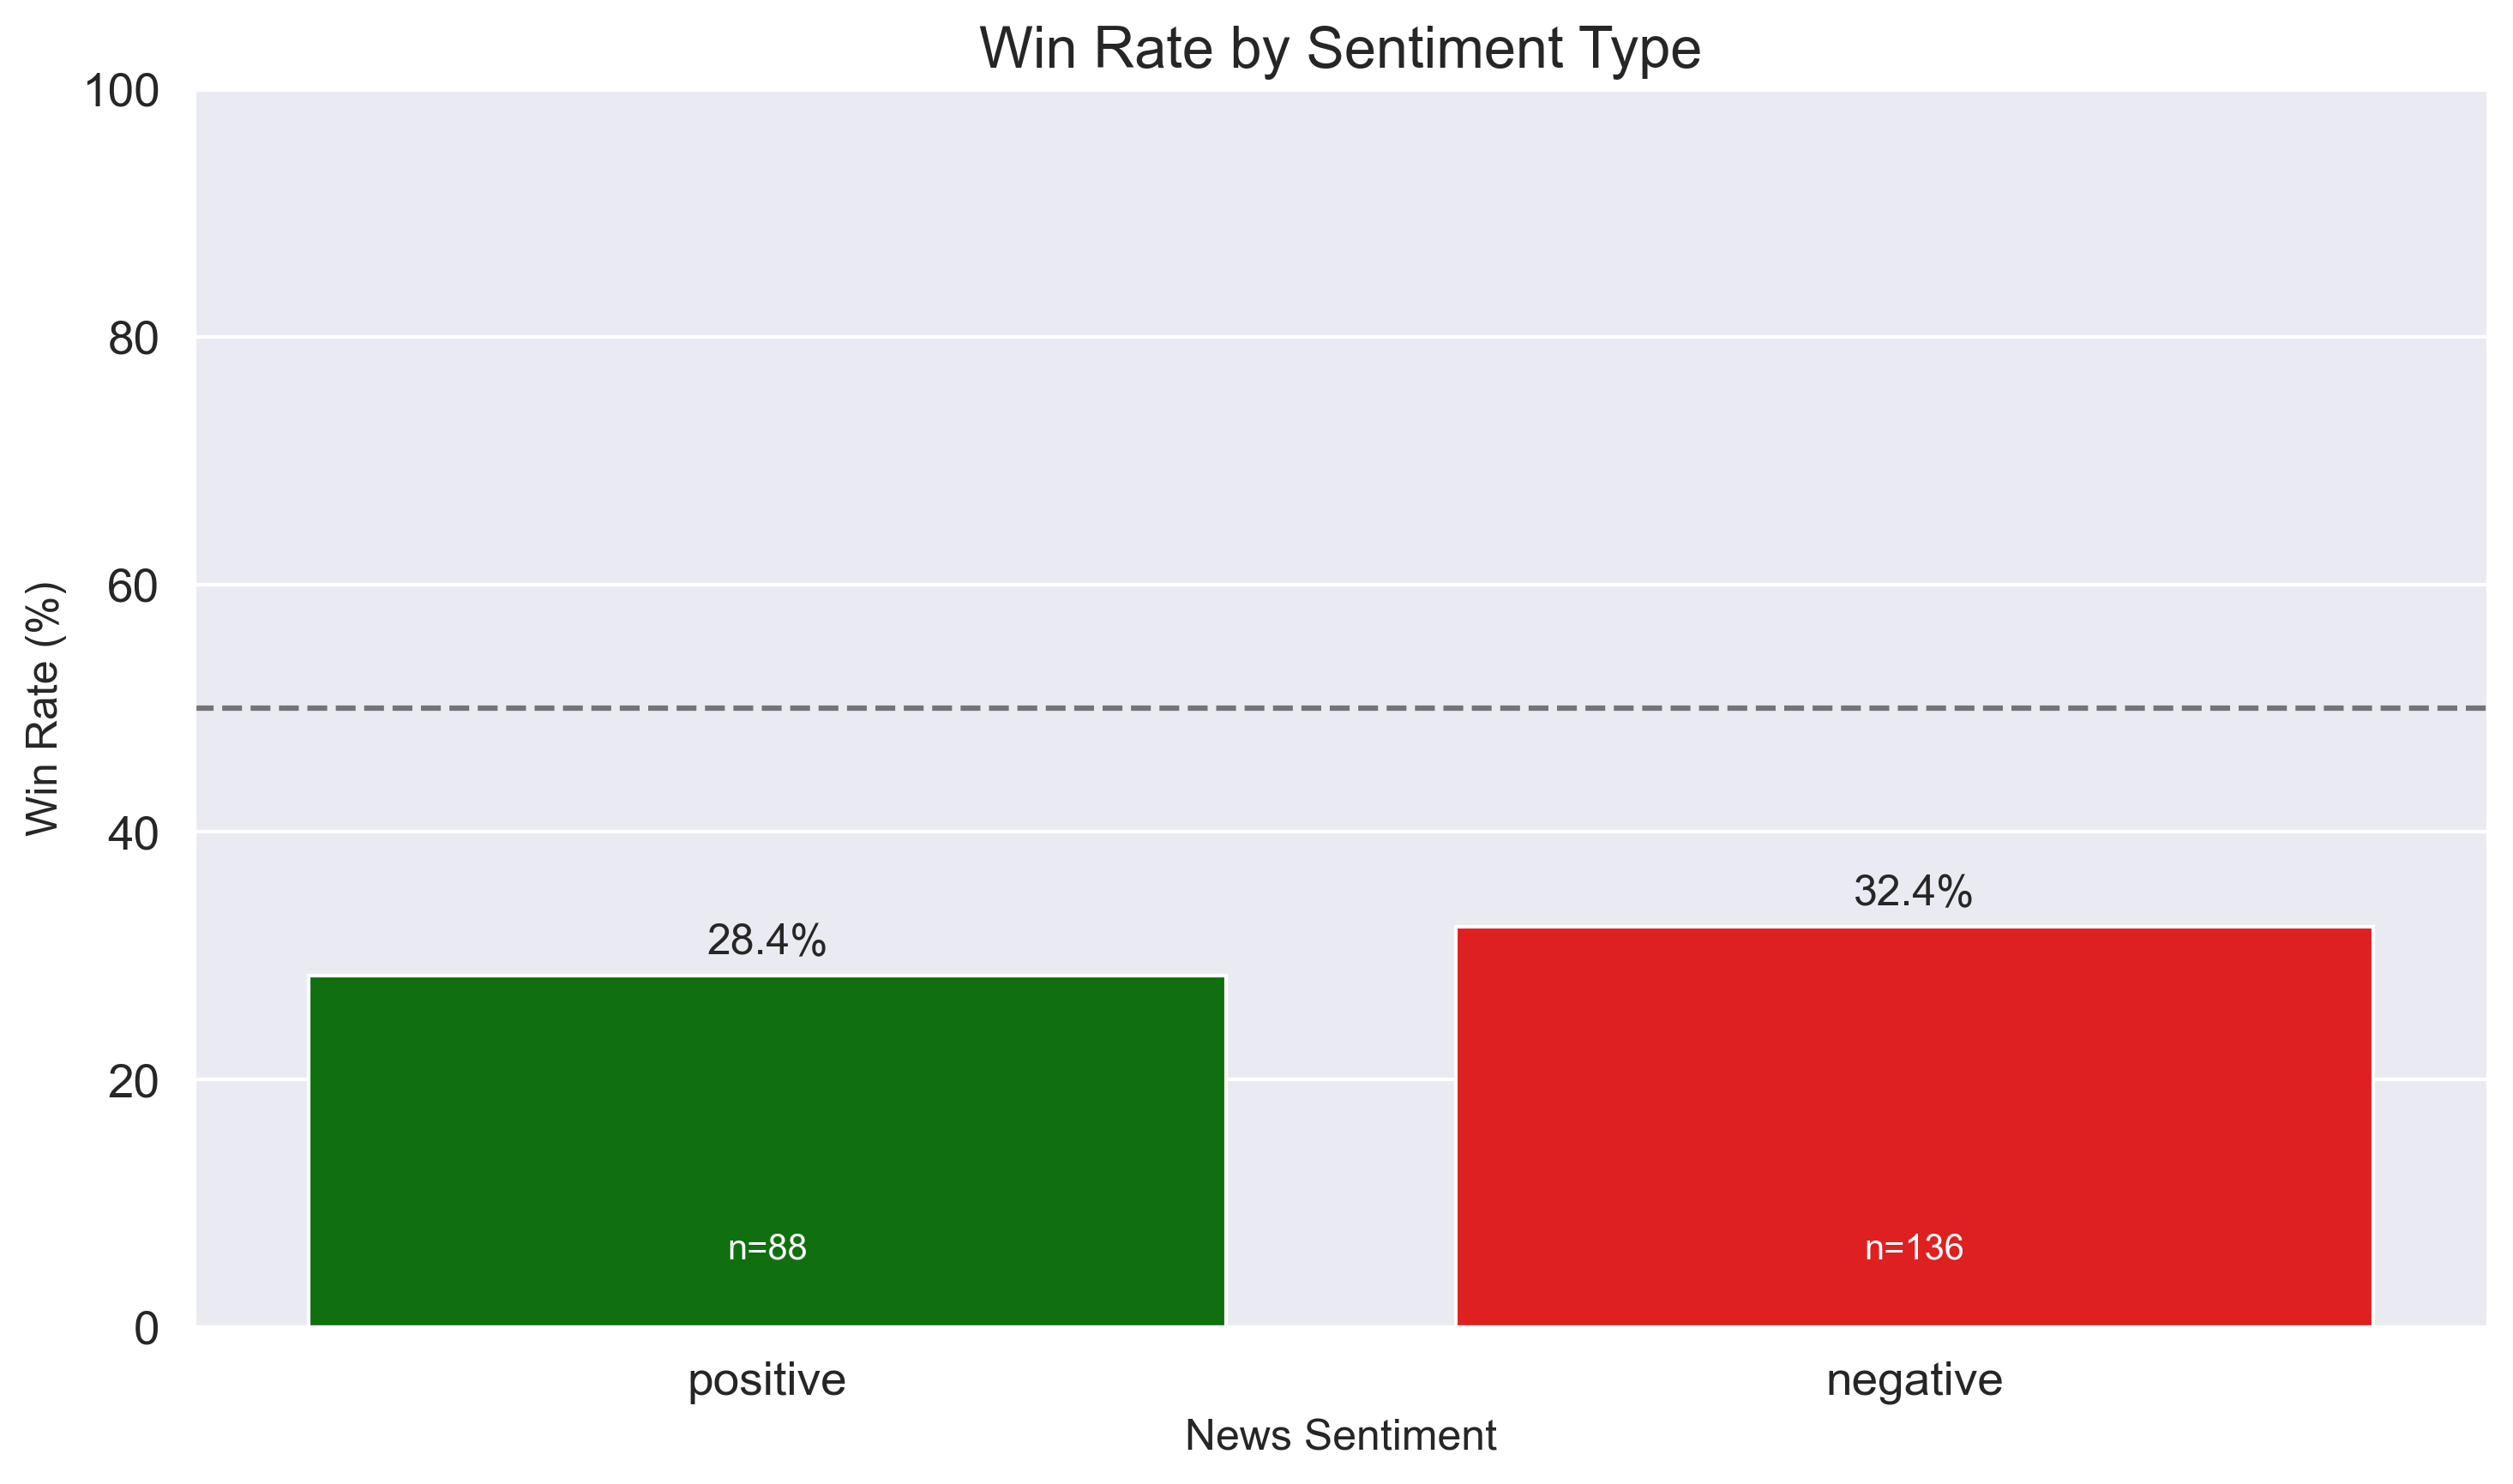 Win Rate by Sentiment Type
Win Rate (%)
100
80
60
40
20
0
28.4%
32.4%
n=88
n=136
positive
negative
News Sentiment